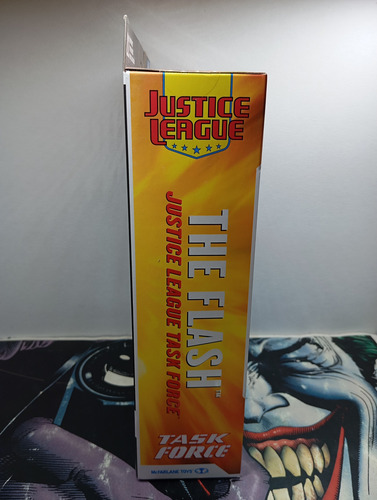 JUSTICE
LEAGUE
THE FLASH™
JUSTICE LEAGUE TASK FORCE
TASK
FORCE
McFARLANE TOYS